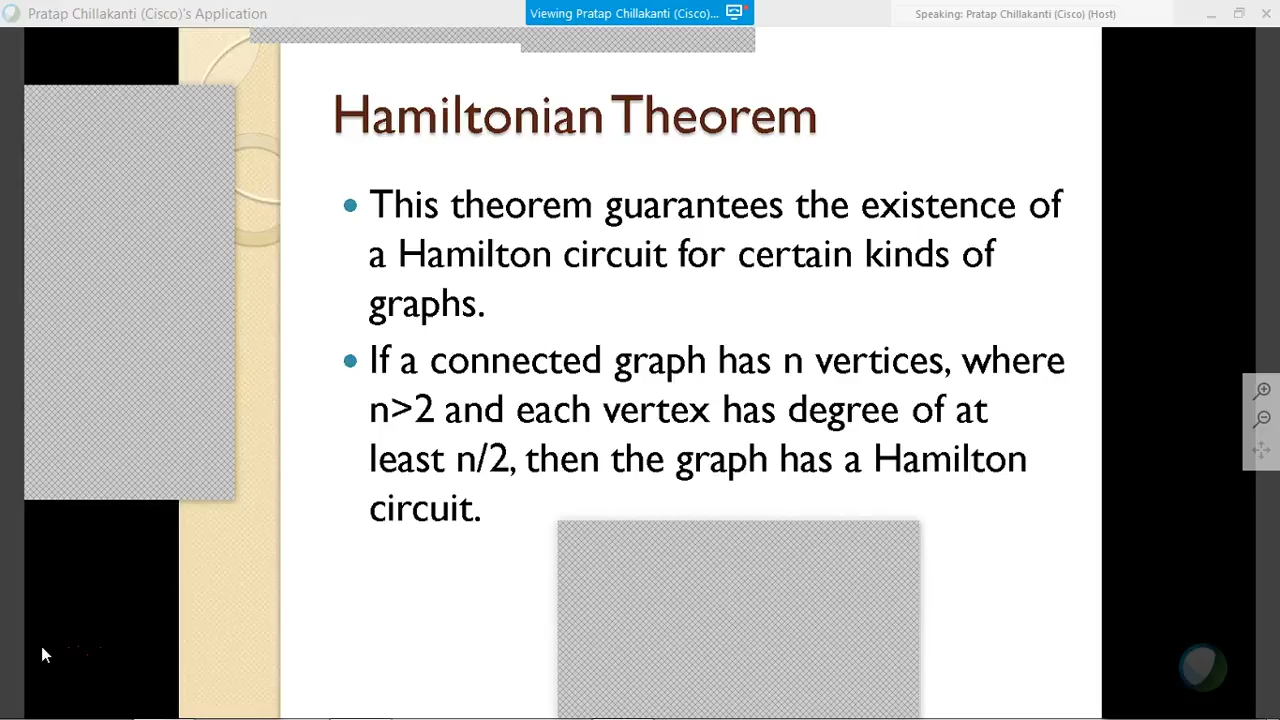 Pratap Chillakanti (Cisco)'s Application
Viewing Pratap Chillakanti (Cisco)...
Speaking: Pratap Chillakanti (Cisco) (Host)
Hamiltonian Theorem
• This theorem guarantees the existence of
a Hamilton circuit for certain kinds of
graphs.
• If a connected graph has n vertices, where
n>2 and each vertex has degree of at
least n/2, then the graph has a Hamilton
circuit.